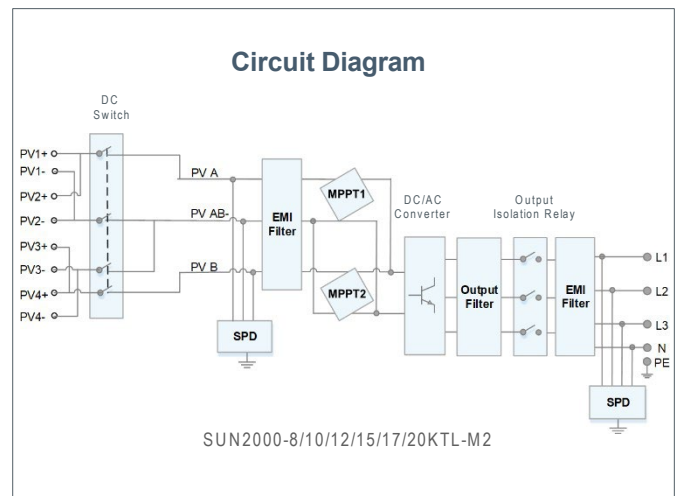 Circuit Diagram
DC
Switch
PV1+
PV1-
PV2+
PV2-
PV3+
PV3-
PV4+
PV4-
PV A
PV AB-
PV B
EMI
Filter
SPD
MPPT1
MPPT2
DC/AC
Converter
Output
Filter
Output
Isolation Relay
EMI
Filter
L1
L2
L3
N
PE
SPD
SUN2000-8/10/12/15/17/20KTL-M2